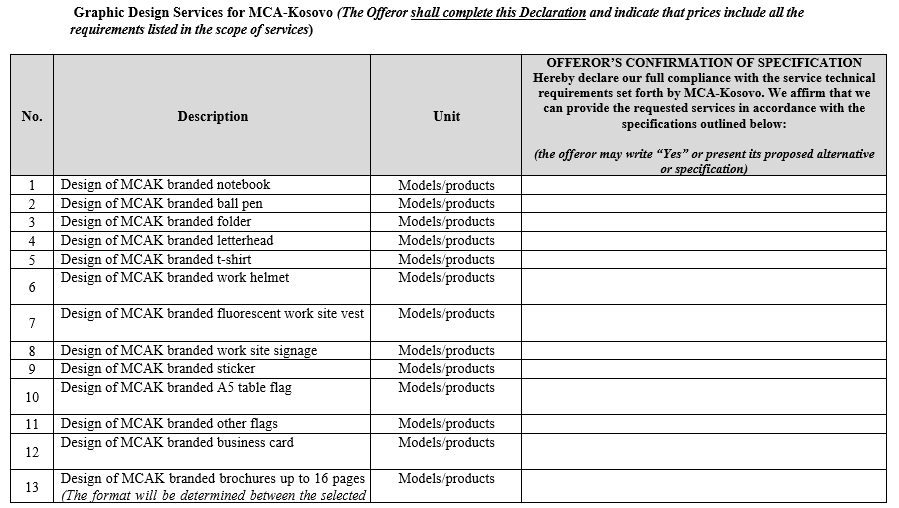 Graphic Design Services for MCA-Kosovo (The Offeror shall complete this Declaration and indicate that prices include all the
requirements listed in the scope of services)
No.
Description
Unit
OFFEROR'S CONFIRMATION OF SPECIFICATION
Hereby declare our full compliance with the service technical
requirements set forth by MCA-Kosovo. We affirm that we
can provide the requested services in accordance with the
specifications outlined below:
(the offeror may write “Yes” or present its proposed alternative
or specification)
1 Design of MCAK branded notebook Models/products
2 Design of MCAK branded ball pen Models/products
3 Design of MCAK branded folder Models/products
4 Design of MCAK branded letterhead Models/products
5 Design of MCAK branded t-shirt Models/products
6 Design of MCAK branded work helmet Models/products
7 Design of MCAK branded fluorescent work site vest Models/products
8 Design of MCAK branded work site signage Models/products
9 Design of MCAK branded sticker Models/products
10 Design of MCAK branded A5 table flag Models/products
11 Design of MCAK branded other flags Models/products
12 Design of MCAK branded business card Models/products
13 Design of MCAK branded brochures up to 16 pages Models/products
(The format will be determined between the selected